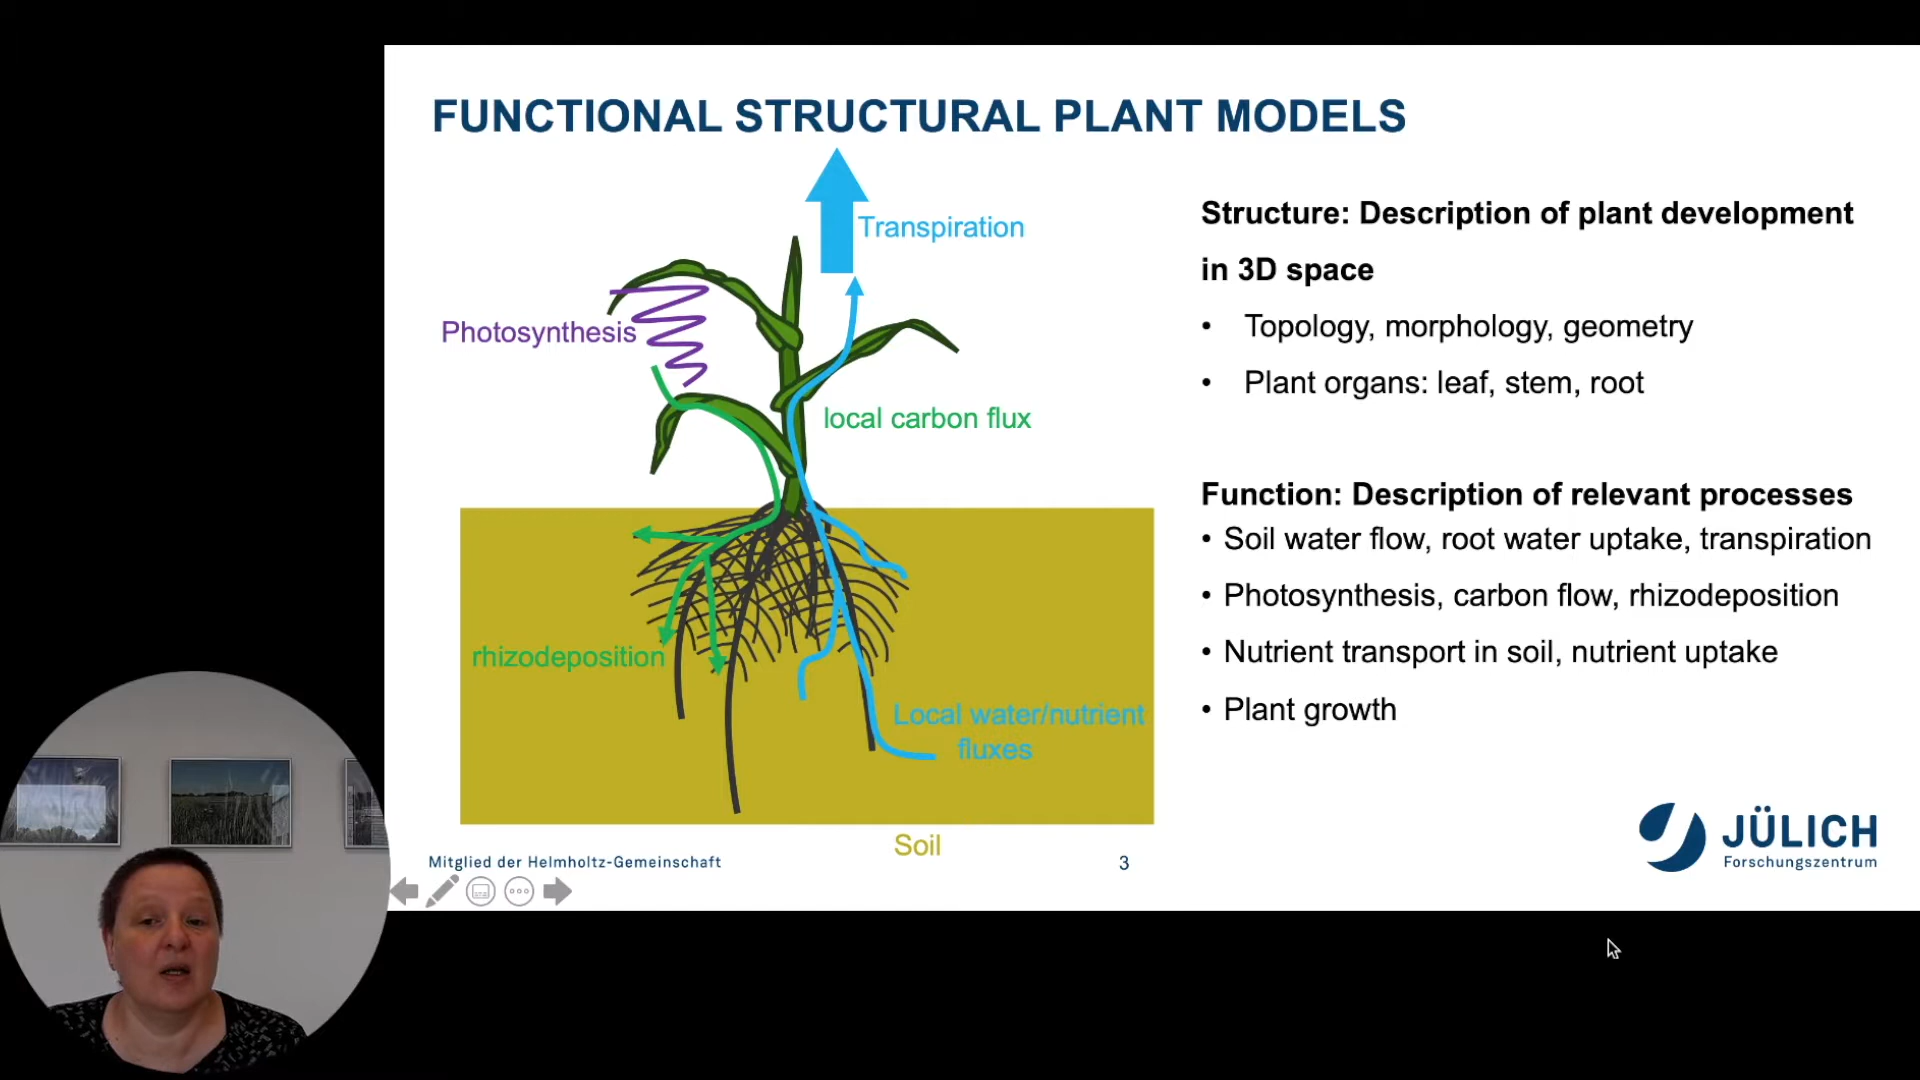 FUNCTIONAL STRUCTURAL PLANT MODELS
Transpiration
Photosynthesis
local carbon flux
rhizodeposition
Local water/nutrient
fluxes
Soil
Structure: Description of plant development
in 3D space
• Topology, morphology, geometry
• Plant organs: leaf, stem, root
Function: Description of relevant processes
• Soil water flow, root water uptake, transpiration
• Photosynthesis, carbon flow, rhizodeposition
• Nutrient transport in soil, nutrient uptake
• Plant growth
Mitglied der Helmholtz-Gemeinschaft
3
JÜLICH
Forschungszentrum